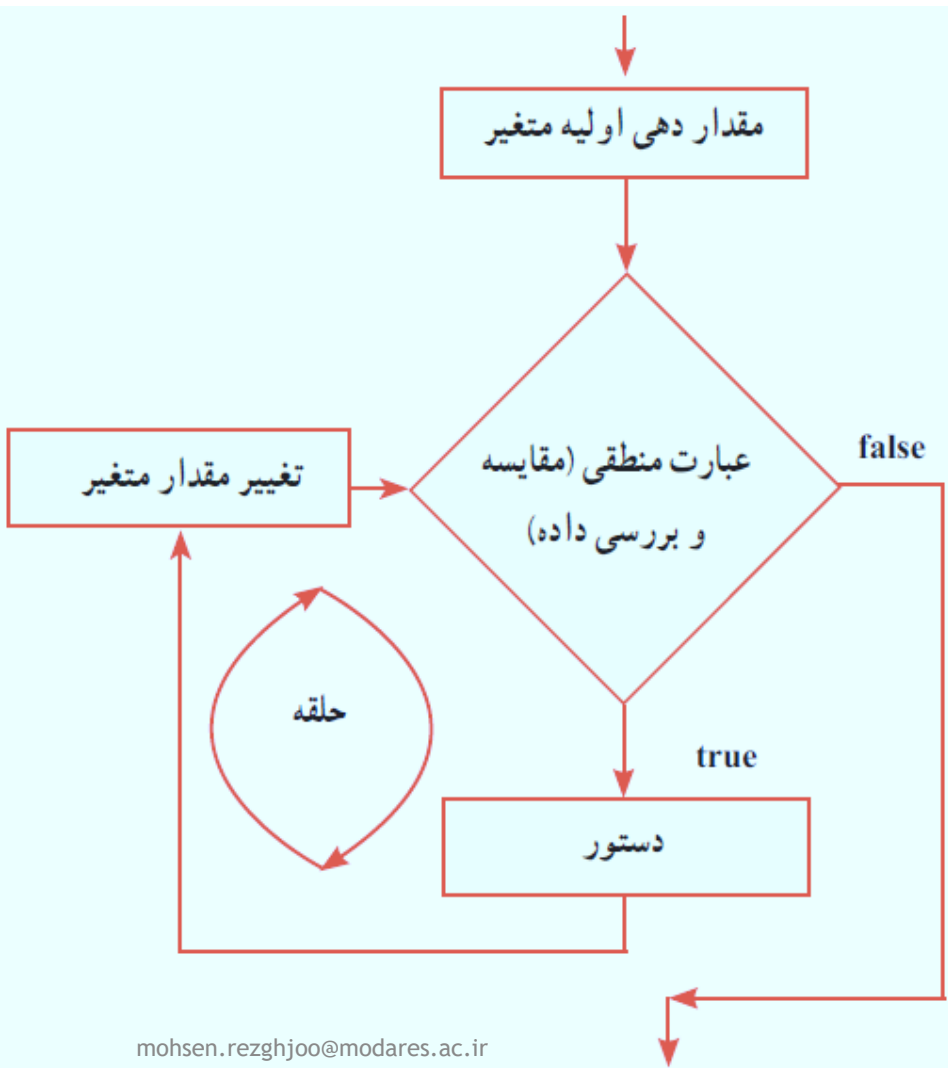 مقدار دهی اولیه متغیر
عبارت منطقی (مقایسه
و بررسی داده)
false
تغییر مقدار متغیر
حلقه
true
دستور
mohsen.rezghjoo@modares.ac.ir